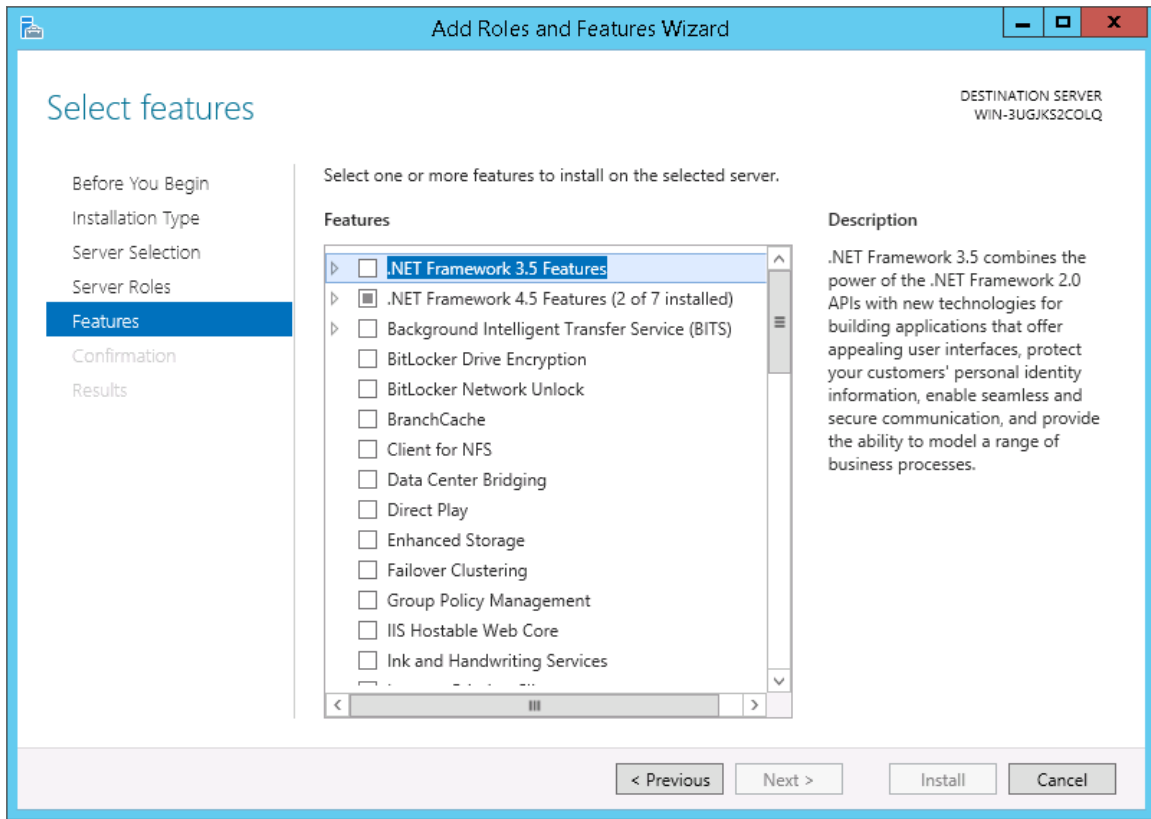 Add Roles and Features Wizard
Select features
DESTINATION SERVER
WIN-3UGJKS2COLQ
Before You Begin
Installation Type
Server Selection
Server Roles
Features
Confirmation
Results
Select one or more features to install on the selected server.
Features
.NET Framework 3.5 Features
.NET Framework 4.5 Features (2 of 7 installed)
Background Intelligent Transfer Service (BITS)
BitLocker Drive Encryption
BitLocker Network Unlock
BranchCache
Client for NFS
Data Center Bridging
Direct Play
Enhanced Storage
Failover Clustering
Group Policy Management
IIS Hostable Web Core
Ink and Handwriting Services
Description
.NET Framework 3.5 combines the
power of the .NET Framework 2.0
APIs with new technologies for
building applications that offer
appealing user interfaces, protect
your customers' personal identity
information, enable seamless and
secure communication, and provide
the ability to model a range of
business processes.
< Previous
Next >
Install
Cancel